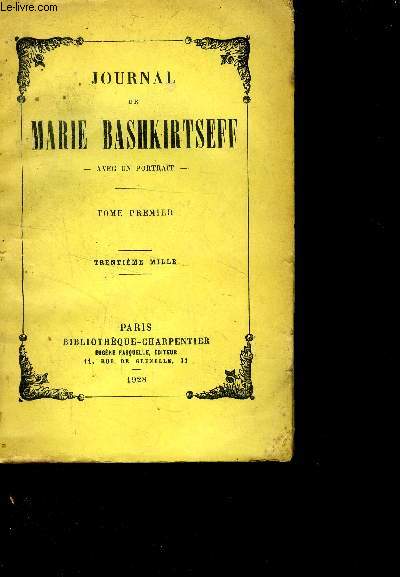 © Le-livre.com
JOURNAL
DE
MARIE BASHKIRTSEFF
— AVEC UN PORTRAIT —
TOME PREMIER
TRENTIÈME MILLE
PARIS
BIBLIOTHÈQUE-CHARPENTIER
EUGÈNE FASQUELLE, ÉDITEUR
11, RUE DE GRENELLE, 11
1928